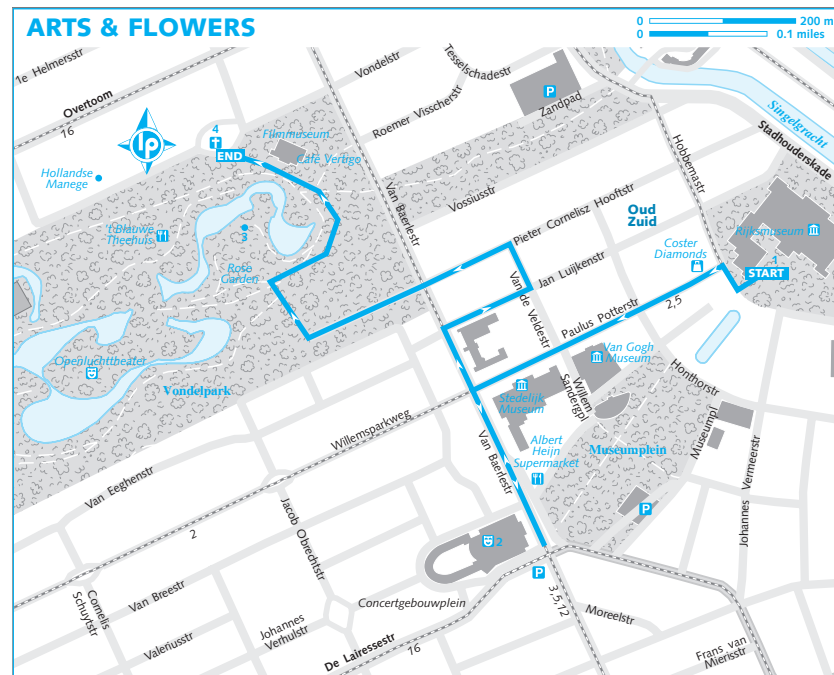 ARTS & FLOWERS
0 200 m
0 0.1 miles
1e Helmersstr
Overtoom
16
Vondelstr
Tesselschadestr
Roemer Visscherstr
P
Zandpad
Singelgracht
Stadhouderskade
Hobbemastr
lp
4
END
Filmmuseum
Café Vertigo
Hollandse
Manege
't Blauwe
Theehuis
3
Rose
Garden
Van Baerlestr
Vossiusstr
Pieter Cornelisz Hooftstr
Oud
Zuid
Rijksmuseum
Coster
Diamonds
1
START
Jan Luijkenstr
Van de Veldestr
Paulus Potterstr
2,5
Van Gogh
Museum
Honthorstr
Openluchttheater
Vondelpark
Stedelijk
Museum
Willem
Sandergpl
Museumpl
Willemsparkweg
Van Baerlestr
Albert
Heijn
Supermarket
Museumplein
Johannes Vermeerstr
Van Eeghenstr
2
Jacob Obrechtstr
P
2
P
Cornelis
Schuytstr
Van Breestr
Concertgebouwplein
3,5,12
Moreelstr
Valeriusstr
Johannes
Verhulstr
De Lairessestr
16
Frans van
Mierisstr